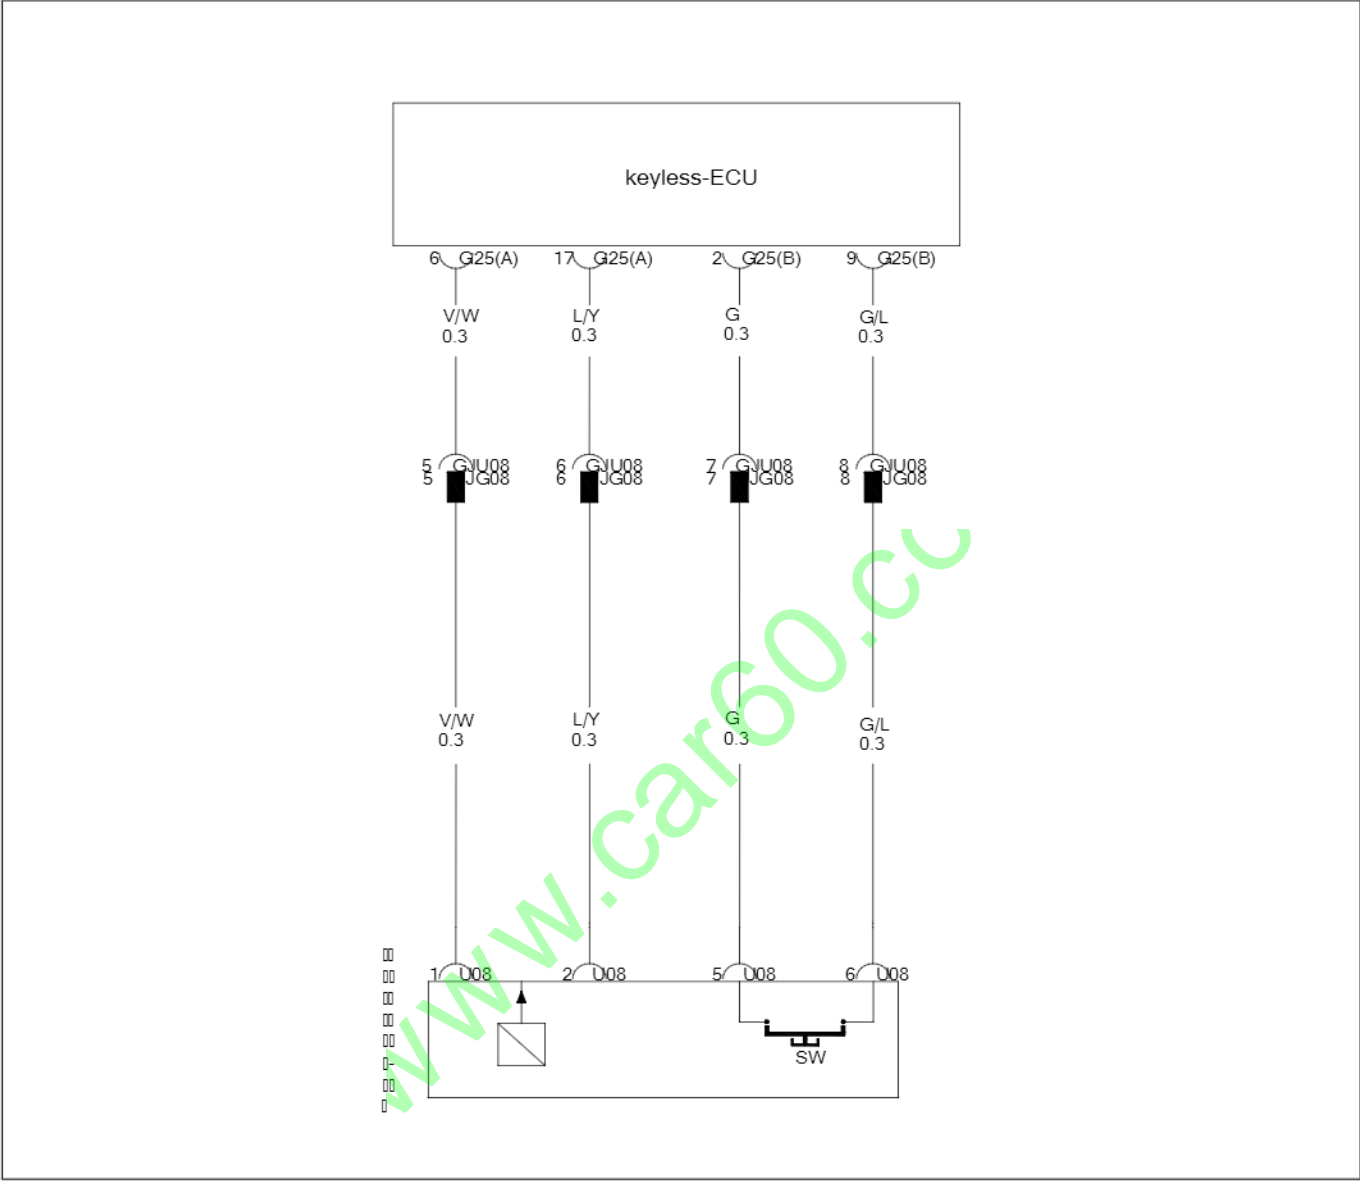 keyless-ECU
6 G25(A) 17 G25(A) 2 G25(B) 9 G25(B)
V/W L/Y G G/L
0.3 0.3 0.3 0.3
5 GJU08 6 GJU08 7 GJU08 8 GJU08
5 JG08 6 JG08 7 JG08 8 JG08
www.car60.co
V/W L/Y G G/L
0.3 0.3 0.3 0.3
1 U08 2 U08 5 U08 6 U08
SW